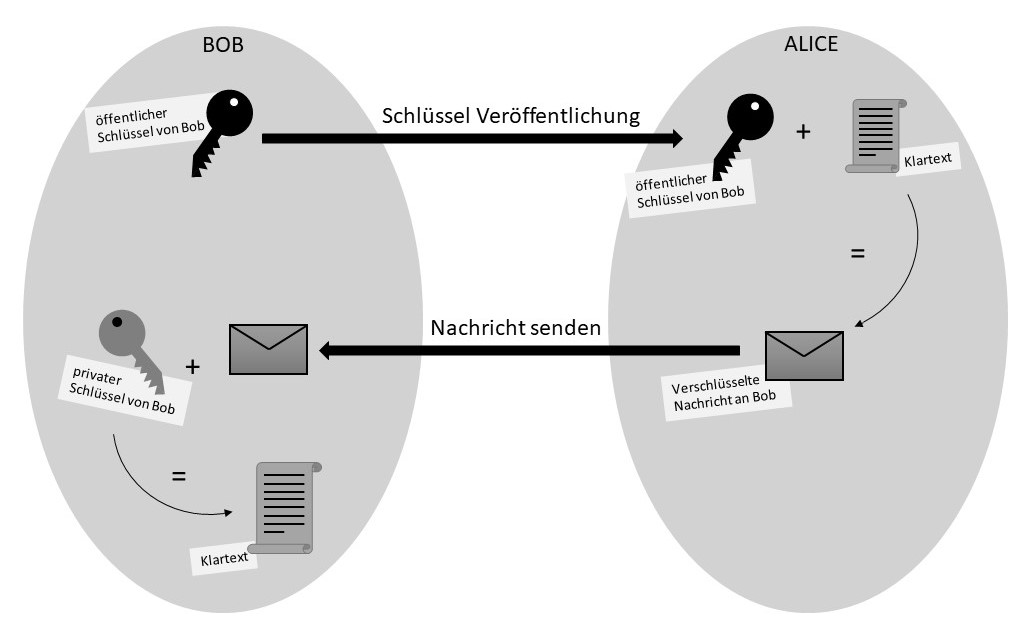 BOB
ALICE
öffentlicher
Schlüssel von Bob
Schlüssel Veröffentlichung
+
Klartext
öffentlicher
Schlüssel von Bob
=
Nachricht senden
privater
Schlüssel von Bob
+
Verschlüsselte
Nachricht an Bob
=
Klartext